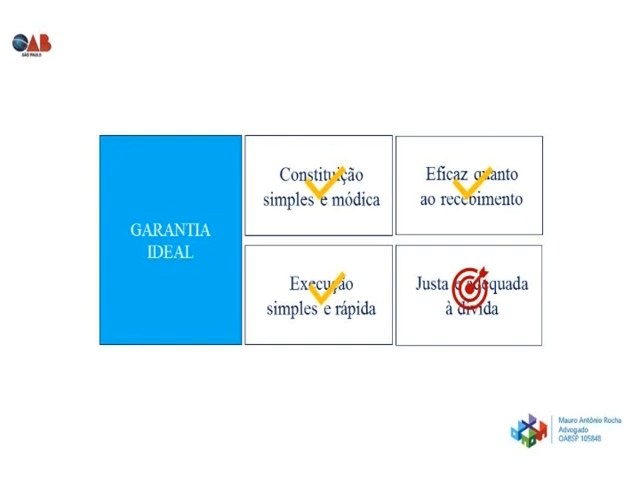 OAB
SÃO PAULO
GARANTIA
IDEAL
Constituição
simples e módica
Eficaz quanto
ao recebimento
Execução
simples e rápida
Justa e adequada
à dívida
Mauro Antônio Rocha
Advogado
OABSP 105848